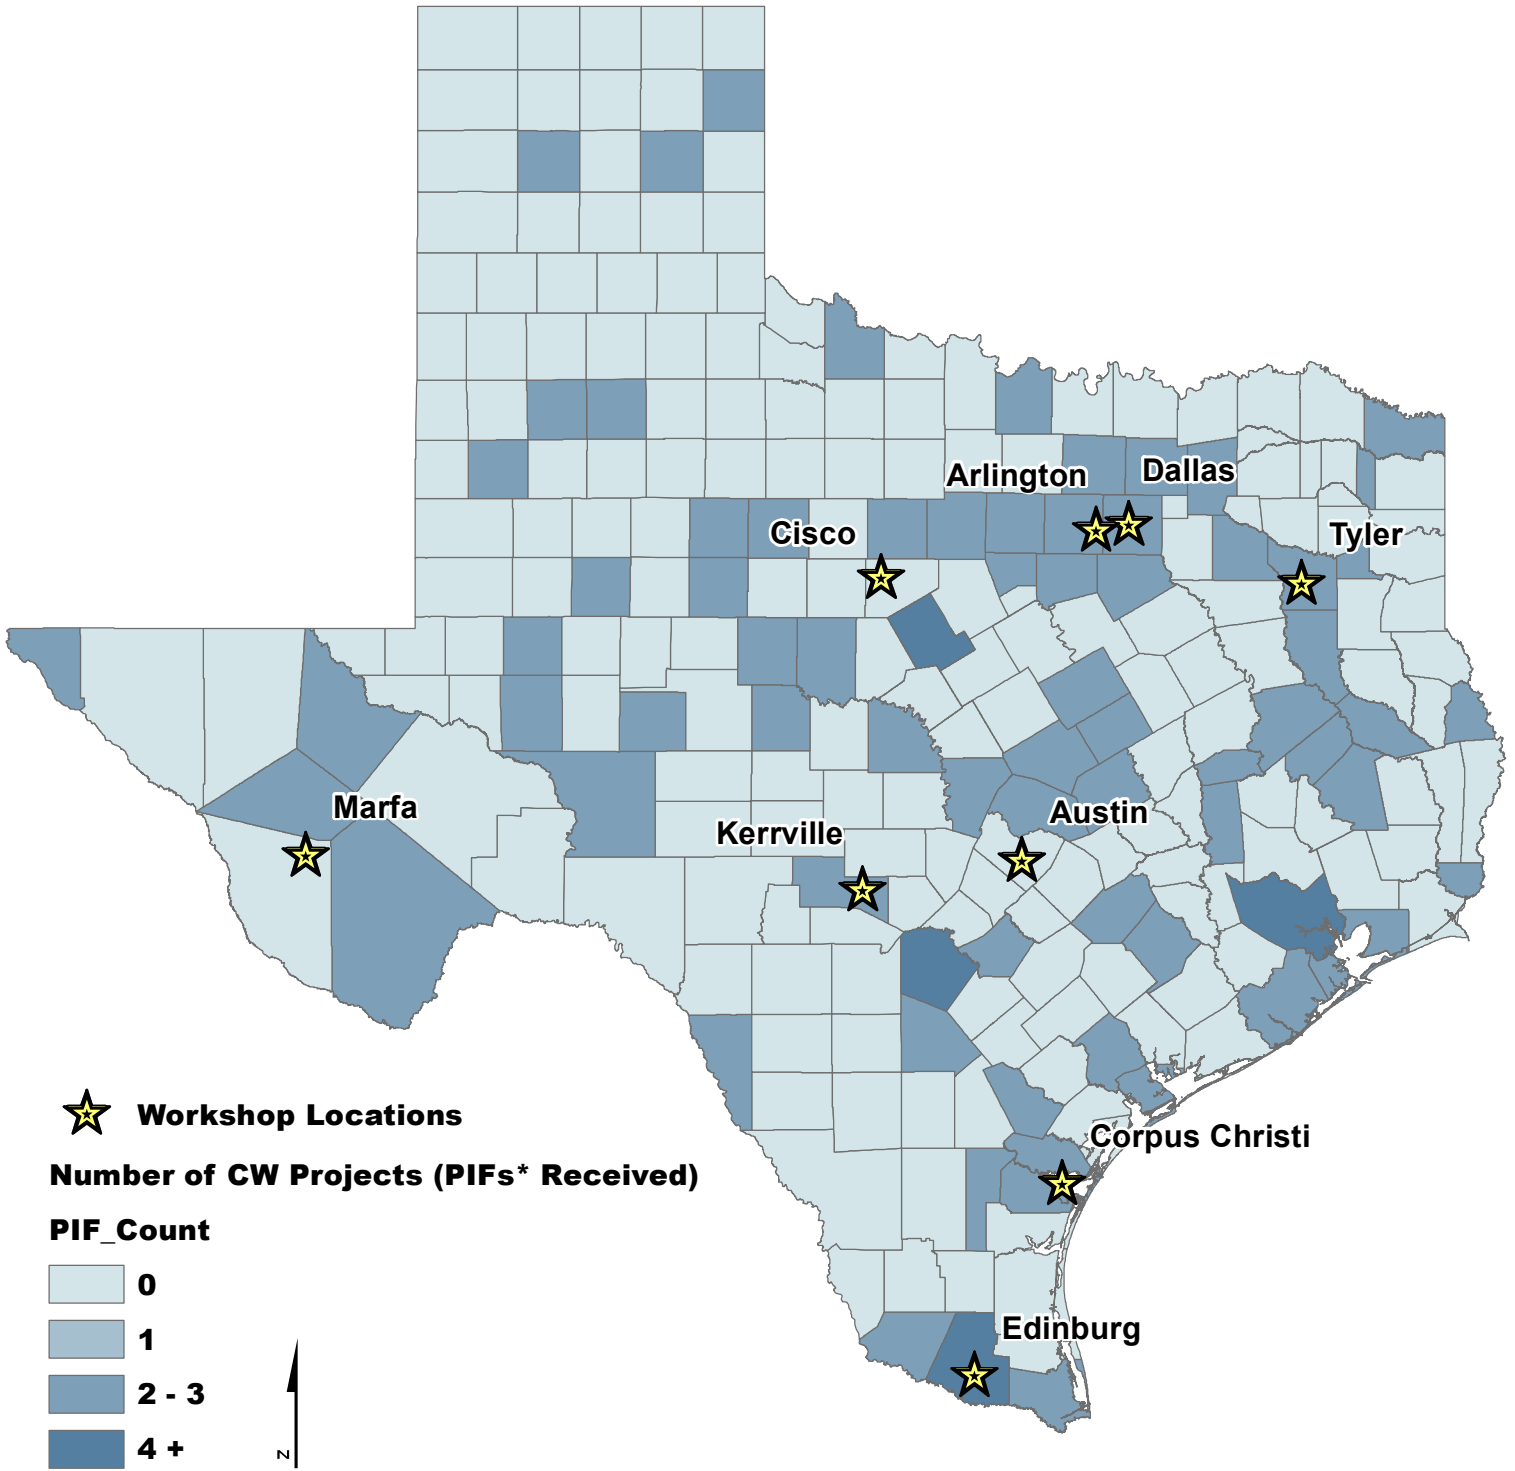 Arlington
Dallas
Cisco
Tyler
Marfa
Kerrville
Austin
Workshop Locations
Corpus Christi
Number of CW Projects (PIFs* Received)
PIF_Count
0
1
2 - 3
4 +
Edinburg
N